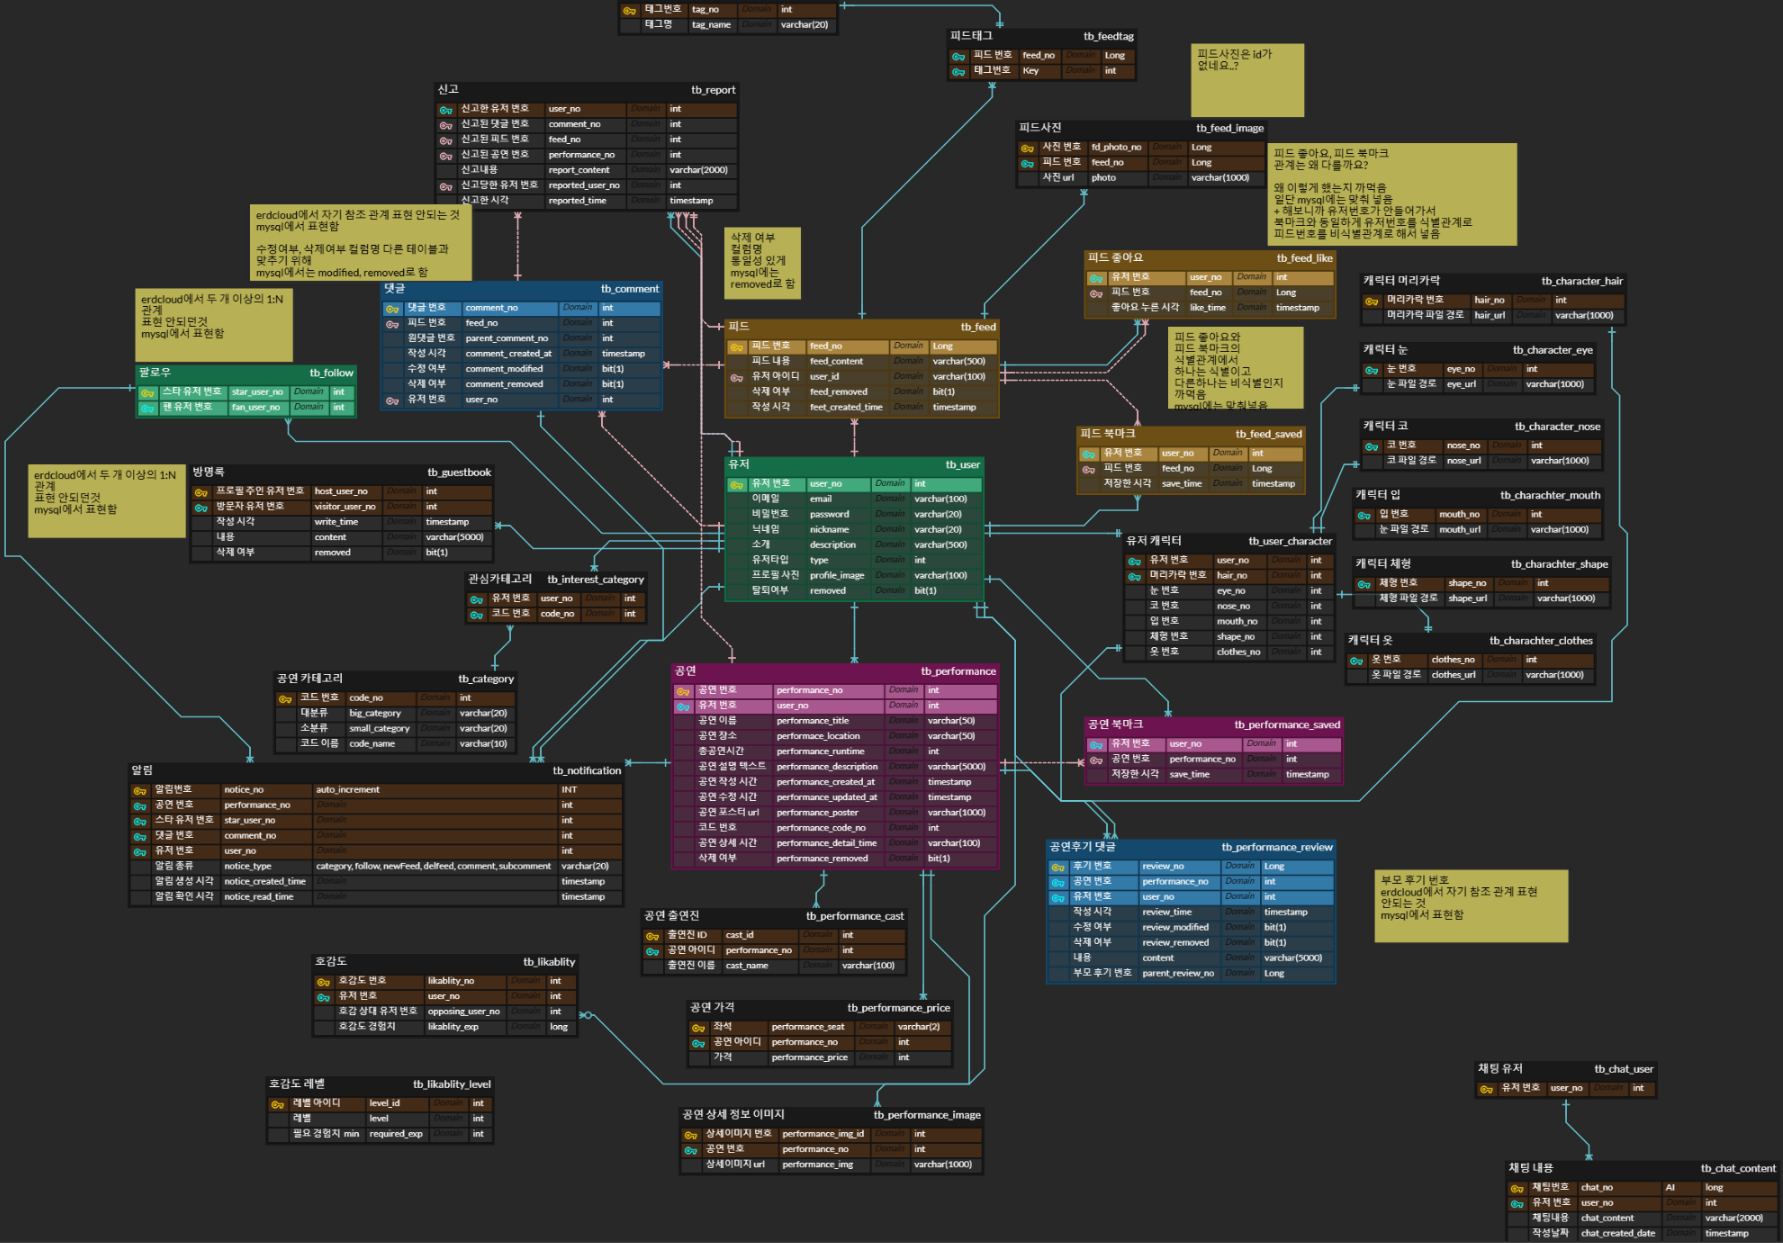 태그번호 tag_no Domain int
태그명 tag_name Domain varchar(20)
피드태그 tb_feedtag
피드 번호 feed_no Domain Long
태그번호 Key Domain int
피드사진은 id가
없네요..?
신고 tb_report
신고한 유저 번호 user_no Domain int
신고된 댓글 번호 comment_no Domain int
신고된 피드 번호 feed_no Domain int
신고된 공연 번호 performance_no Domain int
신고내용 report_content Domain varchar(2000)
신고당한 유저 번호 reported_user_no Domain int
신고한 시각 reported_time Domain timestamp
피드사진 tb_feed_image
사진 번호 fd_photo_no Domain Long
피드 번호 feed_no Domain Long
사진 url photo Domain varchar(1000)
피드 좋아요, 피드 북마크
관계는 왜 다를까요?
왜 이렇게 했는지 까먹음
일단 mysql에는 맞춰 넣음
+ 해보니까 유저번호가 안들어가서
북마크와 동일하게 유저번호를 식별관계로
피드번호를 비식별관계로 해서 넣음
erdcloud에서 자기 참조 관계 표현 안되는 것
mysql에서 표현함
수정여부, 삭제여부 컬럼명 다른 테이블과
맞추기 위해
mysql에서는 modified, removed로 함
삭제 여부
컬럼명
통일성 있게
mysql에는
removed로 함
피드 좋아요 tb_feed_like
유저 번호 user_no Domain int
피드 번호 feed_no Domain Long
좋아요 누른 시각 like_time Domain timestamp
캐릭터 머리카락 tb_character_hair
머리카락 번호 hair_no Domain int
머리카락 파일 경로 hair_url Domain varchar(1000)
erdcloud에서 두 개 이상의 1:N
관계
표현 안되던것
mysql에서 표현함
댓글 tb_comment
댓글 번호 comment_no Domain int
피드 번호 feed_no Domain int
원댓글 번호 parent_comment_no Domain int
작성 시각 comment_created_at Domain timestamp
수정 여부 comment_modified Domain bit(1)
삭제 여부 comment_removed Domain bit(1)
유저 번호 user_no Domain int
피드 tb_feed
피드 번호 feed_no Domain Long
피드 내용 feed_content Domain varchar(500)
유저 아이디 user_id Domain varchar(100)
삭제 여부 feed_removed Domain bit(1)
작성 시각 feet_created_time Domain timestamp
피드 좋아요와
피드 북마크의
식별관계에서
하나는 식별이고
다른하나는 비식별인지
까먹음
mysql에는 맞춰넣음
캐릭터 눈 tb_character_eye
눈 번호 eye_no Domain int
눈 파일 경로 eye_url Domain varchar(1000)
팔로우 tb_follow
스타 유저 번호 star_user_no Domain int
팬 유저 번호 fan_user_no Domain int
피드 북마크 tb_feed_saved
유저 번호 user_no Domain int
피드 번호 feed_no Domain Long
저장한 시각 save_time Domain timestamp
캐릭터 코 tb_character_nose
코 번호 nose_no Domain int
코 파일 경로 nose_url Domain varchar(1000)
erdcloud에서 두 개 이상의 1:N
관계
표현 안되던것
mysql에서 표현함
방명록 tb_guestbook
프로필 주인 유저 번호 host_user_no Domain int
방문자 유저 번호 visitor_user_no Domain int
작성 시각 write_time Domain timestamp
내용 content Domain varchar(5000)
삭제 여부 removed Domain bit(1)
유저 tb_user
유저 번호 user_no Domain int
이메일 email Domain varchar(100)
비밀번호 password Domain varchar(20)
닉네임 nickname Domain varchar(20)
소개 description Domain varchar(500)
유저타입 type Domain int
프로필 사진 profile_image Domain varchar(100)
탈퇴여부 removed Domain bit(1)
캐릭터 입 tb_charachter_mouth
입 번호 mouth_no Domain int
눈 파일 경로 mouth_url Domain varchar(1000)
유저 캐릭터 tb_user_character
유저 번호 user_no Domain int
머리카락 번호 hair_no Domain int
눈 번호 eye_no Domain int
코 번호 nose_no Domain int
입 번호 mouth_no Domain int
체형 번호 shape_no Domain int
옷 번호 clothes_no Domain int
캐릭터 체형 tb_charachter_shape
체형 번호 shape_no Domain int
체형 파일 경로 shape_url Domain varchar(1000)
관심카테고리 tb_interest_category
유저 번호 user_no Domain int
코드 번호 code_no Domain int
캐릭터 옷 tb_charachter_clothes
옷 번호 clothes_no Domain int
옷 파일 경로 clothes_url Domain varchar(1000)
공연 카테고리 tb_category
코드 번호 code_no Domain int
대분류 big_category Domain varchar(20)
소분류 small_category Domain varchar(20)
코드 이름 code_name Domain varchar(10)
공연 tb_performance
공연 번호 performance_no Domain int
유저 번호 user_no Domain int
공연 이름 performance_title Domain varchar(50)
공연 장소 performace_location Domain varchar(50)
총공연시간 performance_runtime Domain int
공연 설명 텍스트 performance_description Domain varchar(5000)
공연 작성 시간 performance_created_at Domain timestamp
공연 수정 시간 performance_updated_at Domain timestamp
공연 포스터 url performance_poster Domain varchar(1000)
코드 번호 performance_code_no Domain int
공연 상세 시간 performance_detail_time Domain varchar(100)
삭제 여부 performance_removed Domain bit(1)
공연 북마크 tb_performance_saved
유저 번호 user_no Domain int
공연 번호 performance_no Domain int
저장한 시각 save_time Domain timestamp
알림 tb_notification
알림번호 notice_no auto_increment INT
공연 번호 performance_no Domain int
스타 유저 번호 star_user_no Domain int
댓글 번호 comment_no Domain int
유저 번호 user_no Domain int
알림 종류 notice_type category, follow, newFeed, delfeed, comment, subcomment varchar(20)
알림 생성 시각 notice_created_time Domain timestamp
알림 확인 시각 notice_read_time Domain timestamp
공연후기 댓글 tb_performance_review
후기 번호 review_no Domain Long
공연 번호 performance_no Domain int
유저 번호 user_no Domain int
작성 시각 review_time Domain timestamp
수정 여부 review_modified Domain bit(1)
삭제 여부 review_removed Domain bit(1)
내용 content Domain varchar(5000)
부모 후기 번호 parent_review_no Domain Long
부모 후기 번호
erdcloud에서 자기 참조 관계 표현
안되는 것
mysql에서 표현함
공연 출연진 tb_performance_cast
출연진 ID cast_id Domain int
공연 아이디 performance_no Domain int
출연진 이름 cast_name Domain varchar(100)
호감도 tb_likablity
호감도 번호 likablity_no Domain int
유저 번호 user_no Domain int
호감 상대 유저 번호 opposing_user_no Domain int
호감도 경험치 likablity_exp Domain long
공연 가격 tb_performance_price
좌석 performance_seat Domain varchar(2)
공연 아이디 performance_no Domain int
가격 performance_price Domain int
호감도 레벨 tb_likablity_level
레벨 아이디 level_id Domain int
레벨 level Domain int
필요 경험치 min required_exp Domain int
공연 상세 정보 이미지 tb_performance_image
상세이미지 번호 performance_img_id Domain int
공연 번호 performance_no Domain int
상세이미지 url performance_img Domain varchar(1000)
채팅 유저 tb_chat_user
유저 번호 user_no Domain int
채팅 내용 tb_chat_content
채팅번호 chat_no AI long
유저 번호 user_no Domain int
채팅내용 chat_content Domain varchar(2000)
작성날짜 chat_created_date Domain timestamp